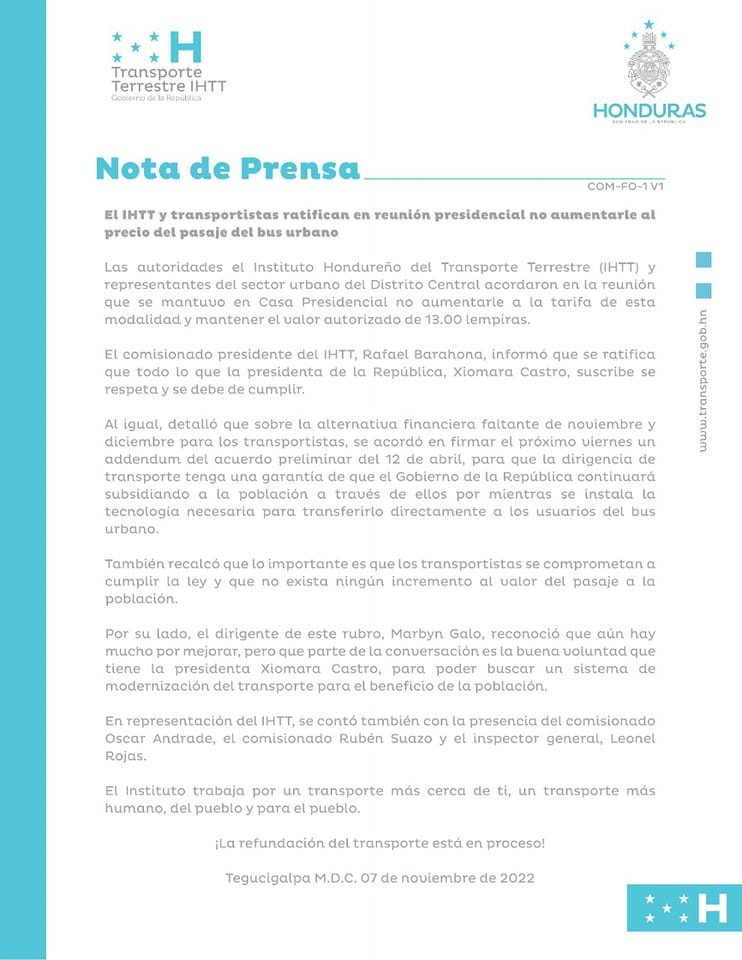 H
Transporte
Terrestre IHTT
Gobierno de la República
HONDURAS
GOBIERNO DE LA REPÚBLICA
Nota de Prensa
COM-FO-1 V1
El IHTT y transportistas ratifican en reunión presidencial no aumentarle al
precio del pasaje del bus urbano
Las autoridades el Instituto Hondureño del Transporte Terrestre (IHTT) y
representantes del sector urbano del Distrito Central acordaron en la reunión
que se mantuvo en Casa Presidencial no aumentarle a la tarifa de esta
modalidad y mantener el valor autorizado de 13.00 lempiras.
El comisionado presidente del IHTT, Rafael Barahona, informó que se ratifica
que todo lo que la presidenta de la República, Xiomara Castro, suscribe se
respeta y se debe de cumplir.
Al igual, detalló que sobre la alternativa financiera faltante de noviembre y
diciembre para los transportistas, se acordó en firmar el próximo viernes un
addendum del acuerdo preliminar del 12 de abril, para que la dirigencia de
transporte tenga una garantía de que el Gobierno de la República continuará
subsidiando a la población a través de ellos por mientras se instala la
tecnología necesaria para transferirlo directamente a los usuarios del bus
urbano.
También recalcó que lo importante es que los transportistas se comprometan a
cumplir la ley y que no exista ningún incremento al valor del pasaje a la
población.
Por su lado, el dirigente de este rubro, Marbyn Galo, reconoció que aún hay
mucho por mejorar, pero que parte de la conversación es la buena voluntad que
tiene la presidenta Xiomara Castro, para poder buscar un sistema de
modernización del transporte para el beneficio de la población.
En representación del IHTT, se contó también con la presencia del comisionado
Oscar Andrade, el comisionado Rubén Suazo y el inspector general, Leonel
Rojas.
El Instituto trabaja por un transporte más cerca de ti, un transporte más
humano, del pueblo y para el pueblo.
¡La refundación del transporte está en proceso!
Tegucigalpa M.D.C. 07 de noviembre de 2022
www.transporte.gob.hn
H